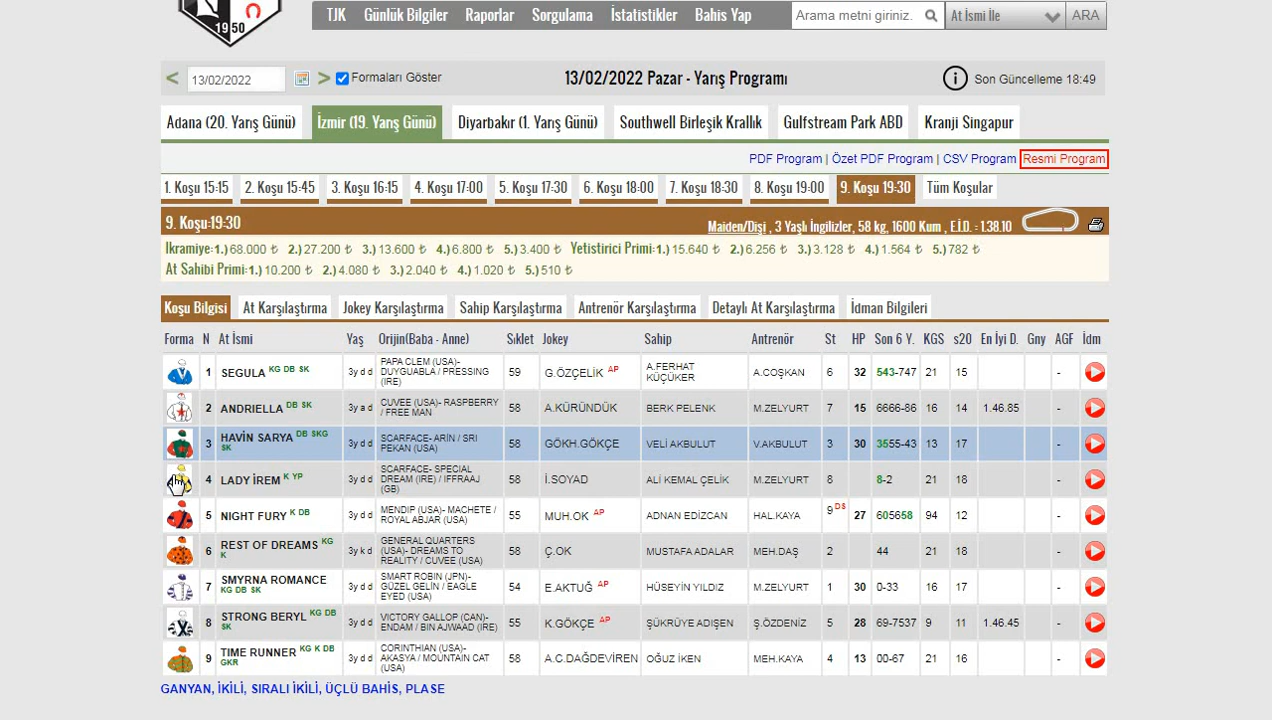 1950
TJK Günlük Bilgiler Raporlar Sorgulama İstatistikler Bahis Yap Arama metni giriniz. At İsmi İle ARA
< 13/02/2022 > Formaları Göster 13/02/2022 Pazar - Yarış Programı i Son Güncelleme 18:49
Adana (20. Yarış Günü) İzmir (19. Yarış Günü) Diyarbakır (1. Yarış Günü) Southwell Birleşik Krallık Gulfstream Park ABD Kranji Singapur
PDF Program | Özet PDF Program | CSV Program Resmi Program
1. Koşu 15:15 2. Koşu 15:45 3. Koşu 16:15 4. Koşu 17:00 5. Koşu 17:30 6. Koşu 18:00 7. Koşu 18:30 8. Koşu 19:00 9. Koşu 19:30 Tüm Koşular
9. Koşu:19:30 Maiden/Dişi , 3 Yaşlı İngilizler, 58 kg, 1600 Kum , E.İ.D. : 1.38.10
Ikramiye:1.) 68.000 ₺ 2.) 27.200 ₺ 3.) 13.600 ₺ 4.) 6.800 ₺ 5.) 3.400 ₺ Yetistirici Primi:1.) 15.640 ₺ 2.) 6.256 ₺ 3.) 3.128 ₺ 4.) 1.564 ₺ 5.) 782 ₺
At Sahibi Primi:1.) 10.200 ₺ 2.) 4.080 ₺ 3.) 2.040 ₺ 4.) 1.020 ₺ 5.) 510 ₺
Koşu Bilgisi At Karşılaştırma Jokey Karşılaştırma Sahip Karşılaştırma Antrenör Karşılaştırma Detaylı At Karşılaştırma İdman Bilgileri
Forma N At İsmi Yaş Orijin(Baba - Anne) Sıklet Jokey Sahip Antrenör St HP Son 6 Y. KGS s20 En İyi D. Gny AGF İdm
1 SEGULA KG DB SK 3y d d PAPA CLEM (USA)- DUYGUABLA / PRESSING (IRE) 59 G.ÖZÇELİK AP A.FERHAT KÜÇÜKER A.COŞKAN 6 32 543-747 21 15 -
2 ANDRIELLA DB SK 3y a d CUVEE (USA)- RASPBERRY / FREE MAN 58 A.KÜRÜNDÜK BERK PELENK M.ZELYURT 7 15 6666-86 16 14 1.46.85 -
3 HAVİN SARYA DB SKG SK 3y d d SCARFACE- ARİN / SRI PEKAN (USA) 58 GÖKH.GÖKÇE VELİ AKBULUT V.AKBULUT 3 30 3555-43 13 17 -
4 LADY İREM K YP 3y d d SCARFACE- SPECIAL DREAM (IRE) / IFFRAAJ (GB) 58 İ.SOYAD ALİ KEMAL ÇELİK M.ZELYURT 8 8-2 21 18 -
5 NIGHT FURY K DB 3y d d MENDIP (USA)- MACHETE / ROYAL ABJAR (USA) 55 MUH.OK AP ADNAN EDİZCAN HAL.KAYA 9 DS 27 605658 94 12 -
6 REST OF DREAMS KG K 3y k d GENERAL QUARTERS (USA)- DREAMS TO REALITY / CUVEE (USA) 58 Ç.OK MUSTAFA ADALAR MEH.DAŞ 2 44 21 18 -
7 SMYRNA ROMANCE KG DB SK 3y d d SMART ROBIN (JPN)- GÜZEL GELİN / EAGLE EYED (USA) 54 E.AKTUĞ AP HÜSEYİN YILDIZ M.ZELYURT 1 30 0-33 16 17 -
8 STRONG BERYL KG DB SK 3y d d VICTORY GALLOP (CAN)- ENDAM / BIN AJWAAD (IRE) 55 K.GÖKÇE AP ŞÜKRÜYE ADIŞEN Ş.ÖZDENİZ 5 28 69-7537 9 11 1.46.45 -
9 TIME RUNNER KG K DB GKR 3y d d CORINTHIAN (USA)- AKASYA / MOUNTAIN CAT (USA) 58 A.C.DAĞDEVİREN OĞUZ İKEN MEH.KAYA 4 13 00-67 21 16 -
GANYAN, İKİLİ, SIRALI İKİLİ, ÜÇLÜ BAHİS, PLASE